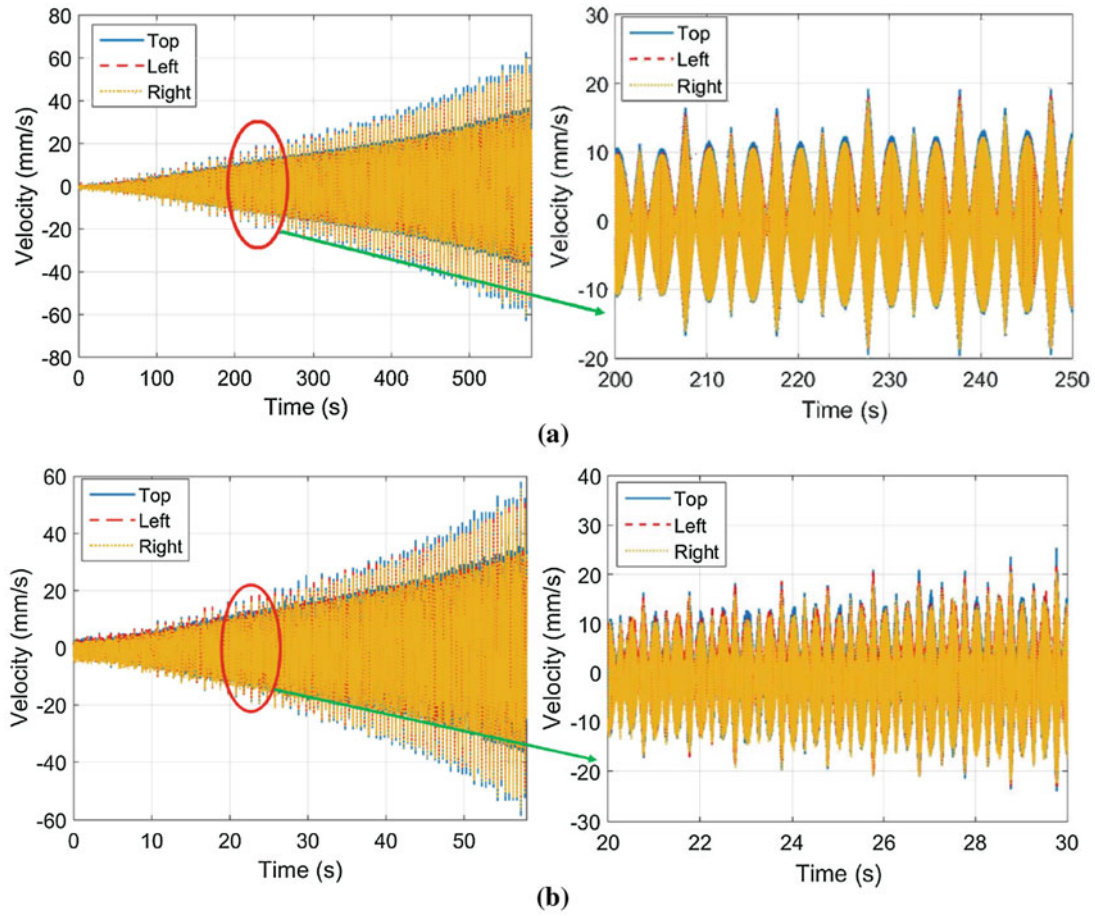 80
60
40
20
0
-20
-40
-60
-80
Velocity (mm/s)
Top
Left
Right
0 100 200 300 400 500
Time (s)
30
20
10
0
-10
-20
Velocity (mm/s)
Top
Left
Right
200 210 220 230 240 250
Time (s)
(a)
60
40
20
0
-20
-40
-60
Velocity (mm/s)
Top
Left
Right
0 10 20 30 40 50
Time (s)
40
30
20
10
0
-10
-20
-30
Velocity (mm/s)
Top
Left
Right
20 22 24 26 28 30
Time (s)
(b)